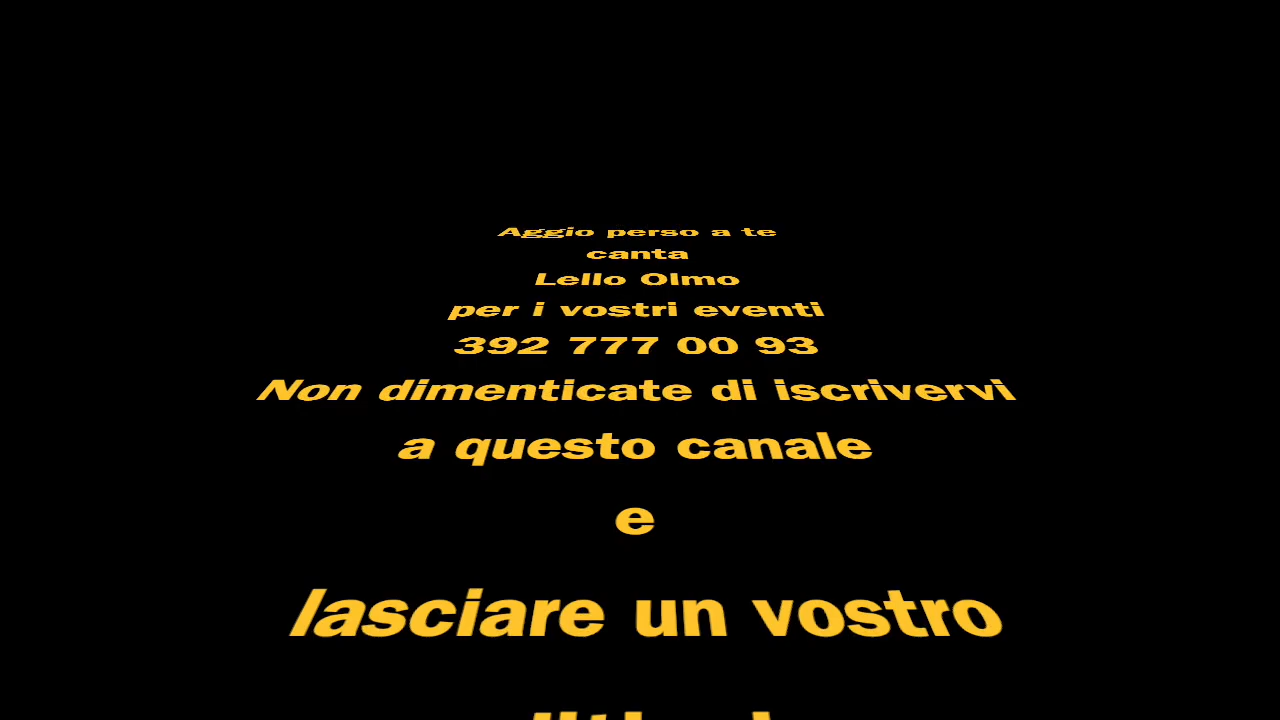 Aggio perso a te
canta
Lello Olmo
per i vostri eventi
392 777 00 93
Non dimenticate di iscrivervi
a questo canale
e
lasciare un vostro